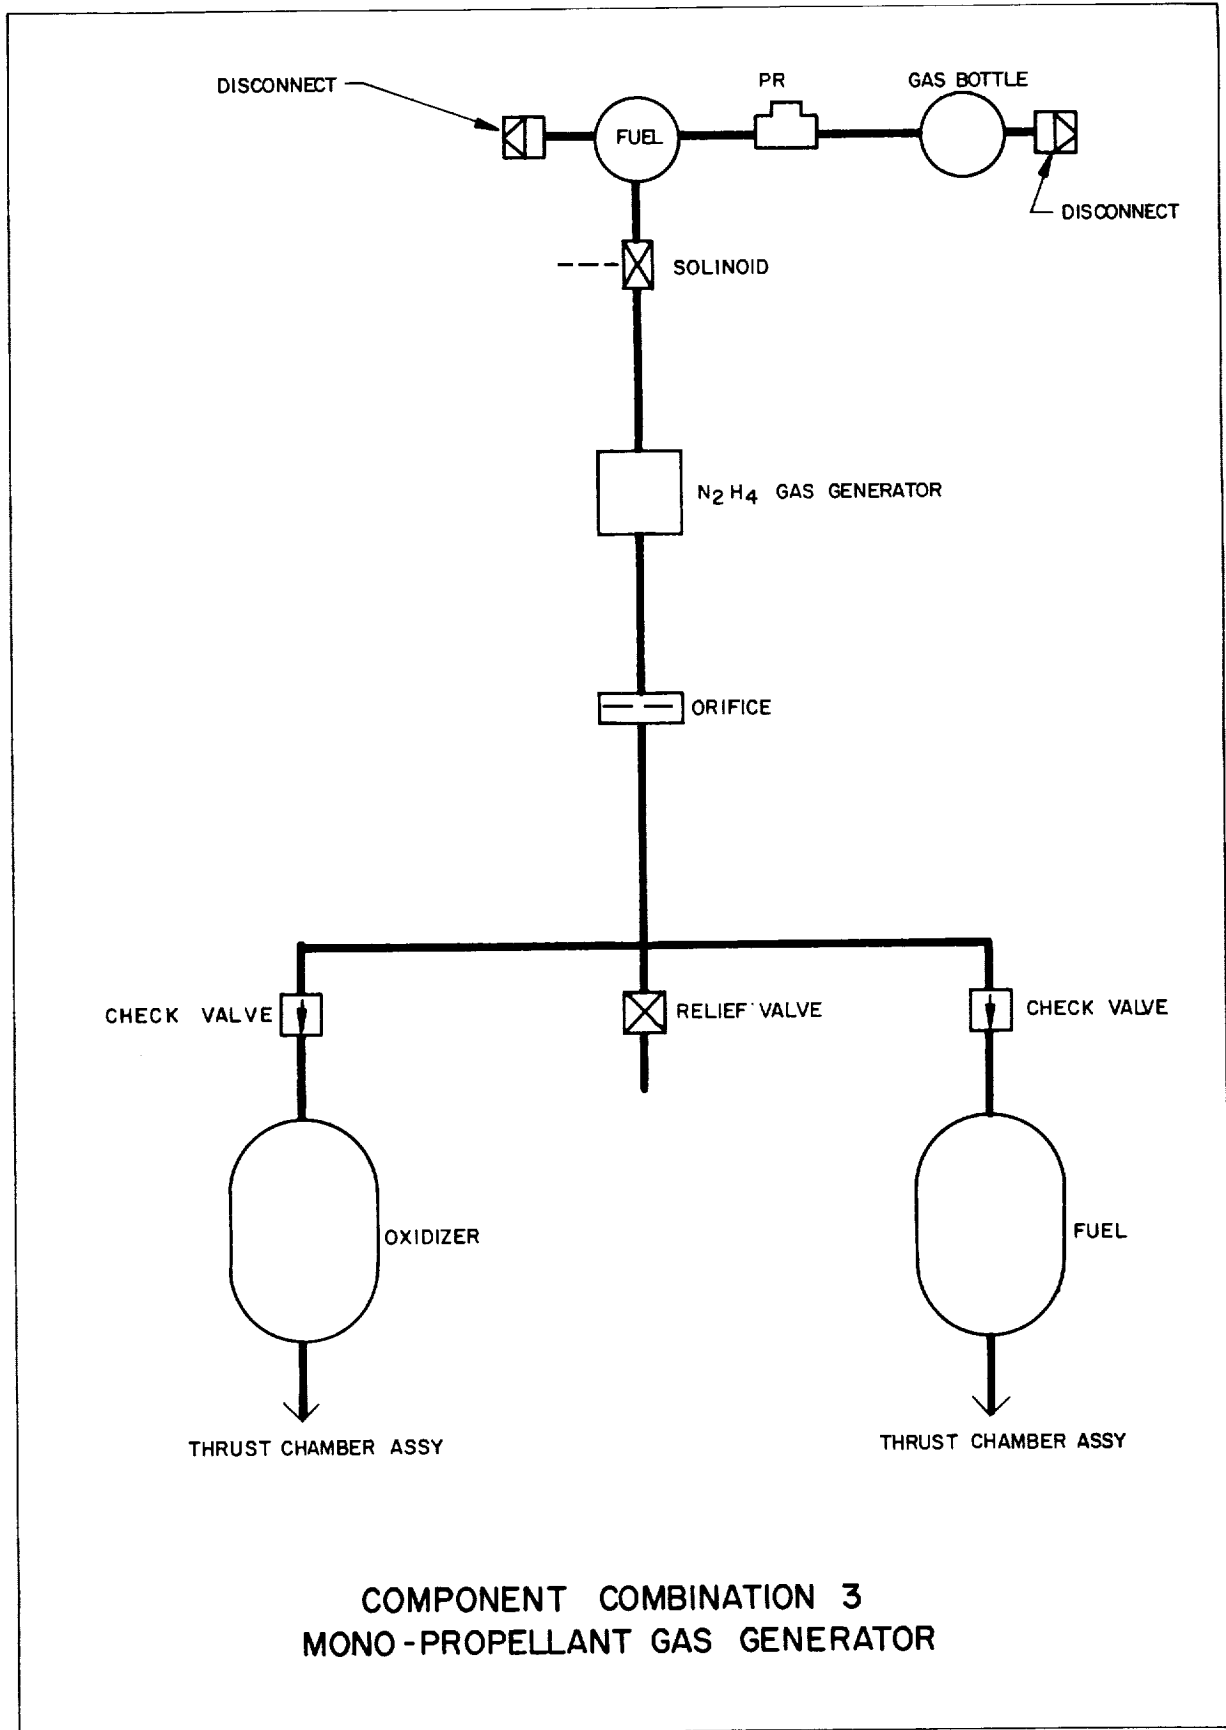 DISCONNECT
PR
GAS BOTTLE
FUEL
DISCONNECT
SOLINOID
N2H4 GAS GENERATOR
ORIFICE
CHECK VALVE
RELIEF VALVE
CHECK VALVE
OXIDIZER
FUEL
THRUST CHAMBER ASSY
THRUST CHAMBER ASSY
COMPONENT COMBINATION 3
MONO-PROPELLANT GAS GENERATOR